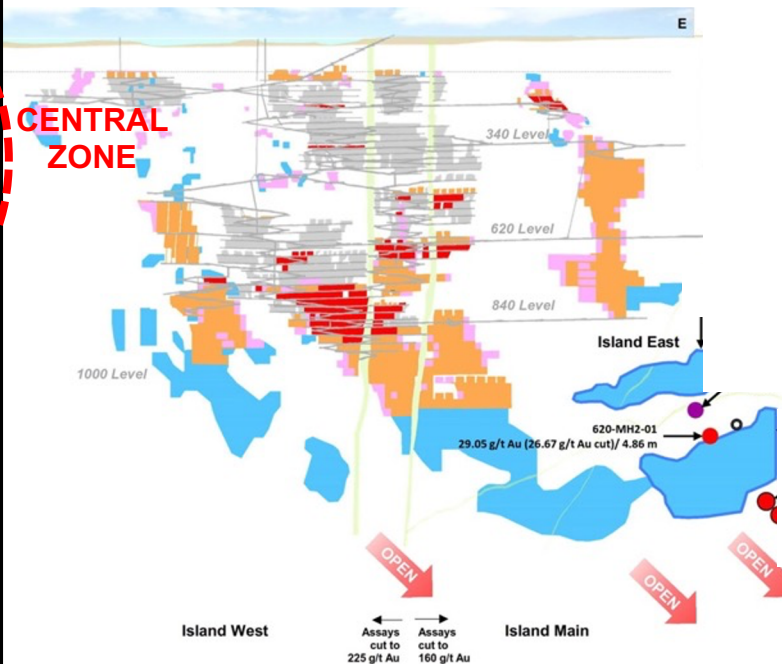 E
CENTRAL
ZONE
340 Level
620 Level
840 Level
Island East
1000 Level
620-MH2-01
29.05 g/t Au (26.67 g/t Au cut)/ 4.86 m
OPEN
OPEN
OPEN
Island West
Assays
cut to
225 g/t Au
Assays
cut to
160 g/t Au
Island Main